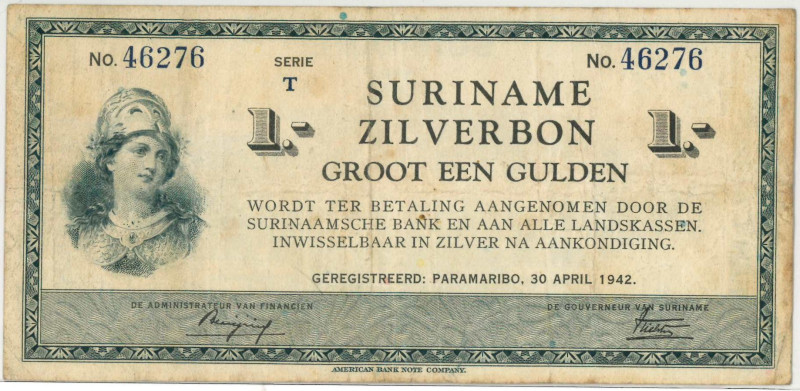 No. 46276 SERIE No. 46276
T
SURINAME
1.- ZILVERBON 1.-
GROOT EEN GULDEN
WORDT TER BETALING AANGENOMEN DOOR DE
SURINAAMSCHE BANK EN AAN ALLE LANDSKASSEN.
INWISSELBAAR IN ZILVER NA AANKONDIGING.
GEREGISTREERD: PARAMARIBO, 30 APRIL 1942.
DE ADMINISTRATEUR VAN FINANCIËN DE GOUVERNEUR VAN SURINAME
AMERICAN BANK NOTE COMPANY.